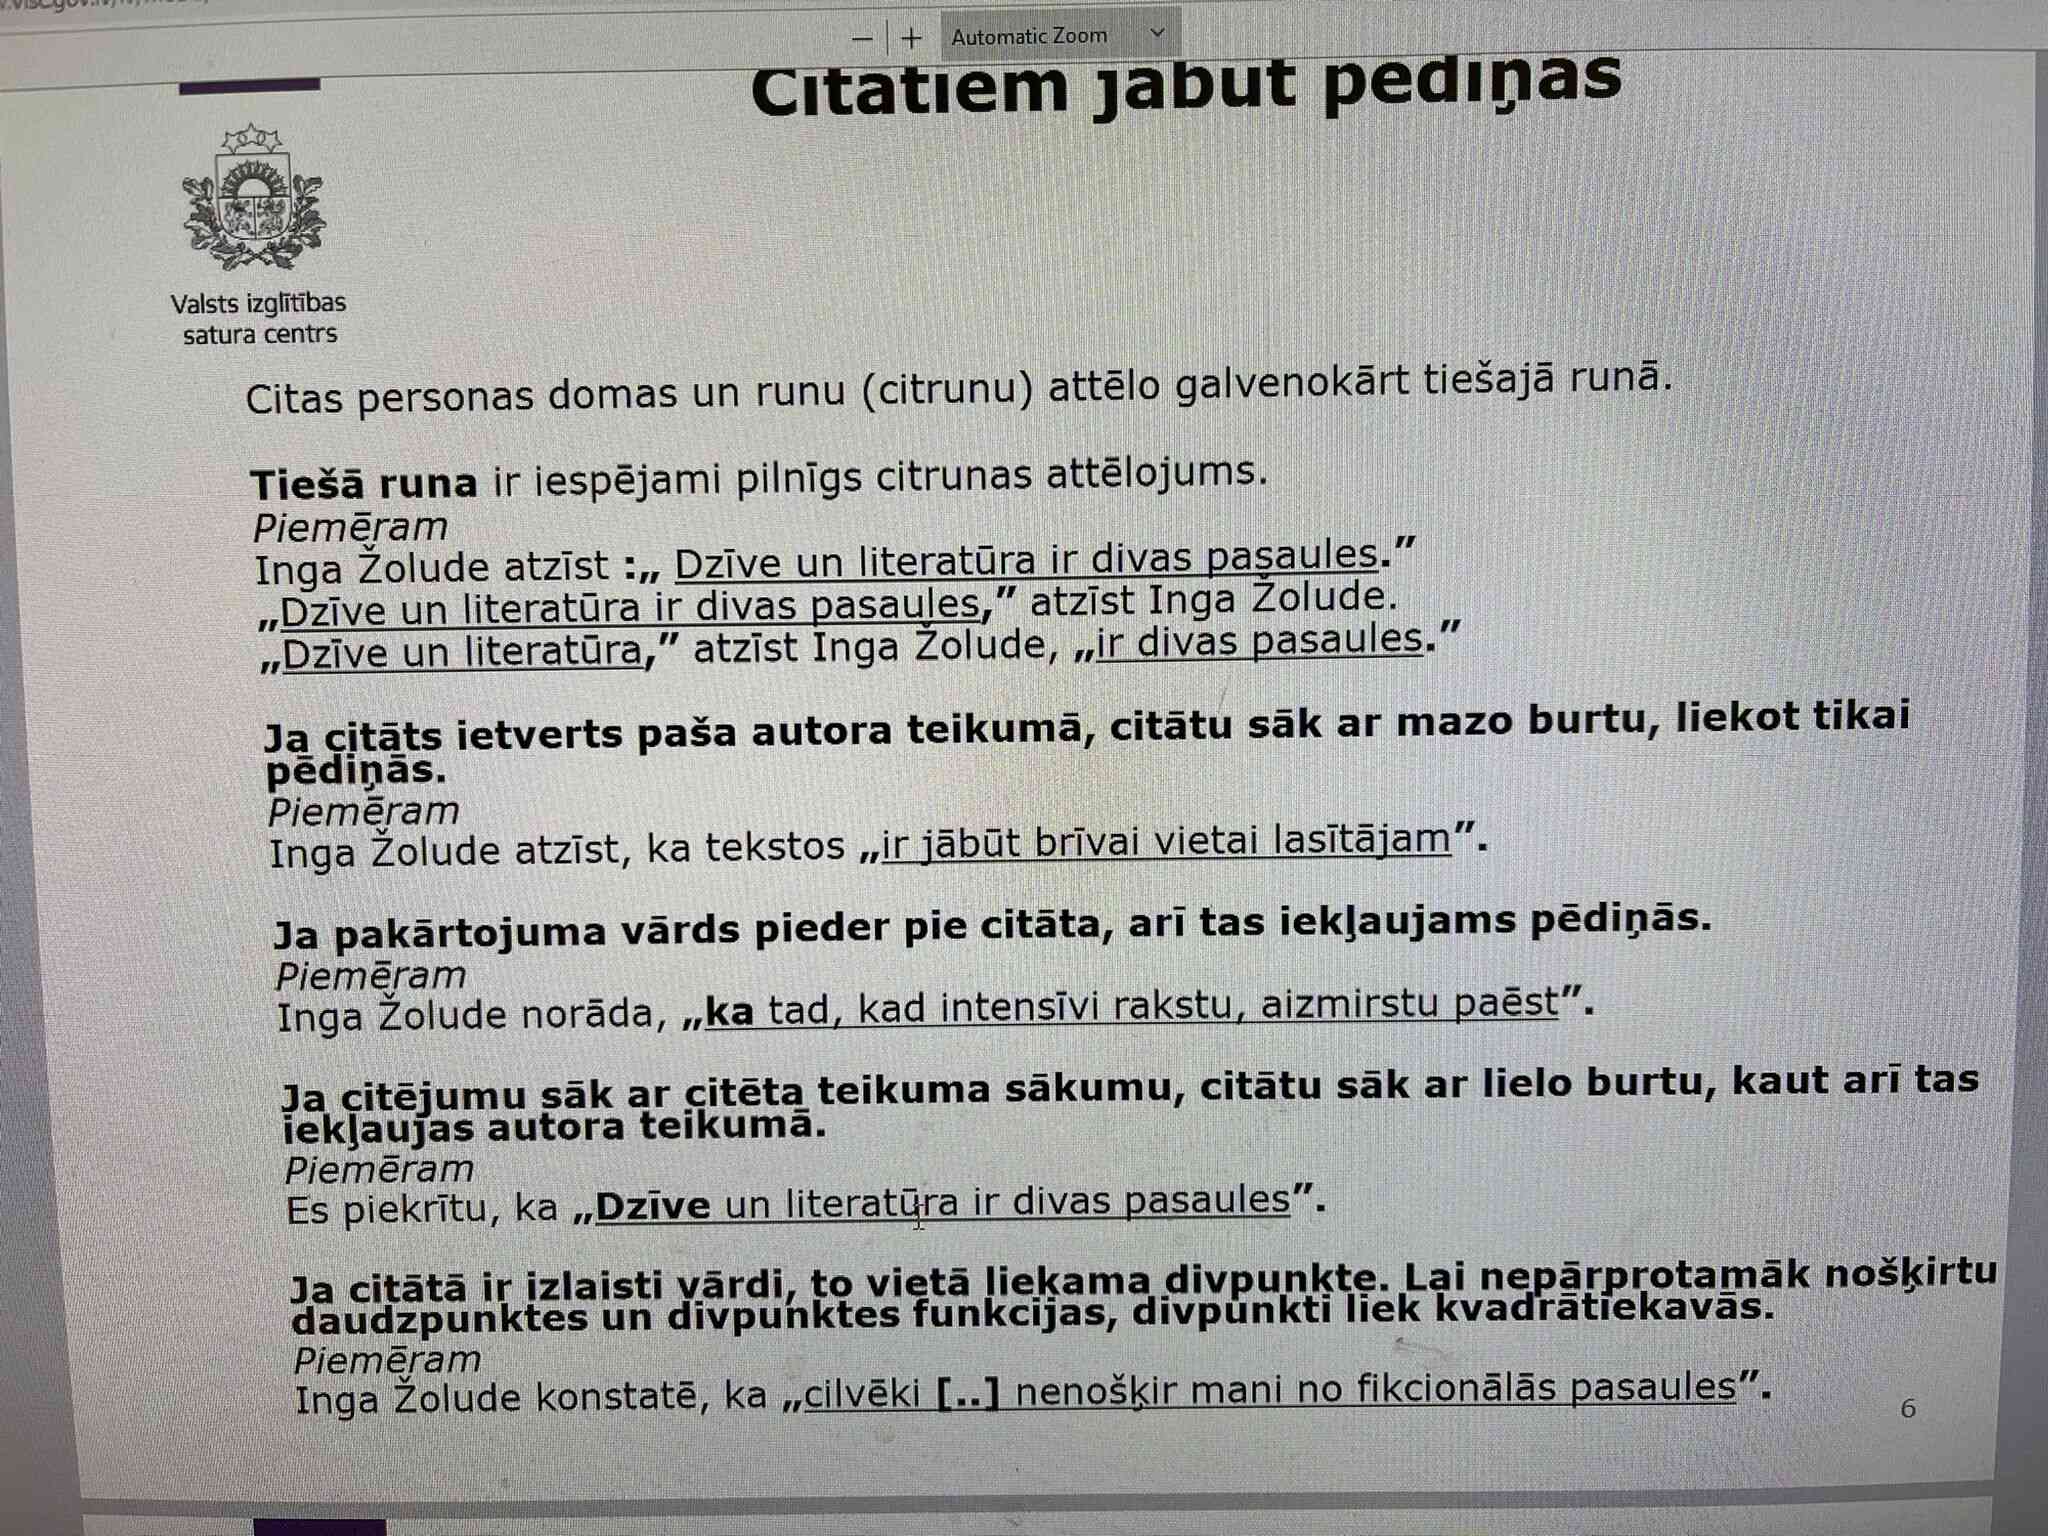 Automatic Zoom
Citātiem jābūt pēdiņās
Valsts izglītības
satura centrs
Citas personas domas un runu (citrunu) attēlo galvenokārt tiešajā runā.
Tiešā runa ir iespējami pilnīgs citrunas attēlojums.
Piemēram
Inga Žolude atzīst :„ Dzīve un literatūra ir divas pasaules.”
„Dzīve un literatūra ir divas pasaules,” atzīst Inga Žolude.
„Dzīve un literatūra,” atzīst Inga Žolude, „ir divas pasaules.”
Ja citāts ietverts paša autora teikumā, citātu sāk ar mazo burtu, liekot tikai
pēdiņās.
Piemēram
Inga Žolude atzīst, ka tekstos „ir jābūt brīvai vietai lasītājam”.
Ja pakārtojuma vārds pieder pie citāta, arī tas iekļaujams pēdiņās.
Piemēram
Inga Žolude norāda, „ka tad, kad intensīvi rakstu, aizmirstu paēst”.
Ja citējumu sāk ar citēta teikuma sākumu, citātu sāk ar lielo burtu, kaut arī tas
iekļaujas autora teikumā.
Piemēram
Es piekrītu, ka „Dzīve un literatūra ir divas pasaules”.
Ja citātā ir izlaisti vārdi, to vietā liekama divpunkte. Lai nepārprotamāk nošķirtu
daudzpunktes un divpunktes funkcijas, divpunkti liek kvadrātiekavās.
Piemēram
Inga Žolude konstatē, ka „cilvēki [..] nenošķir mani no fikcionālās pasaules”.
6